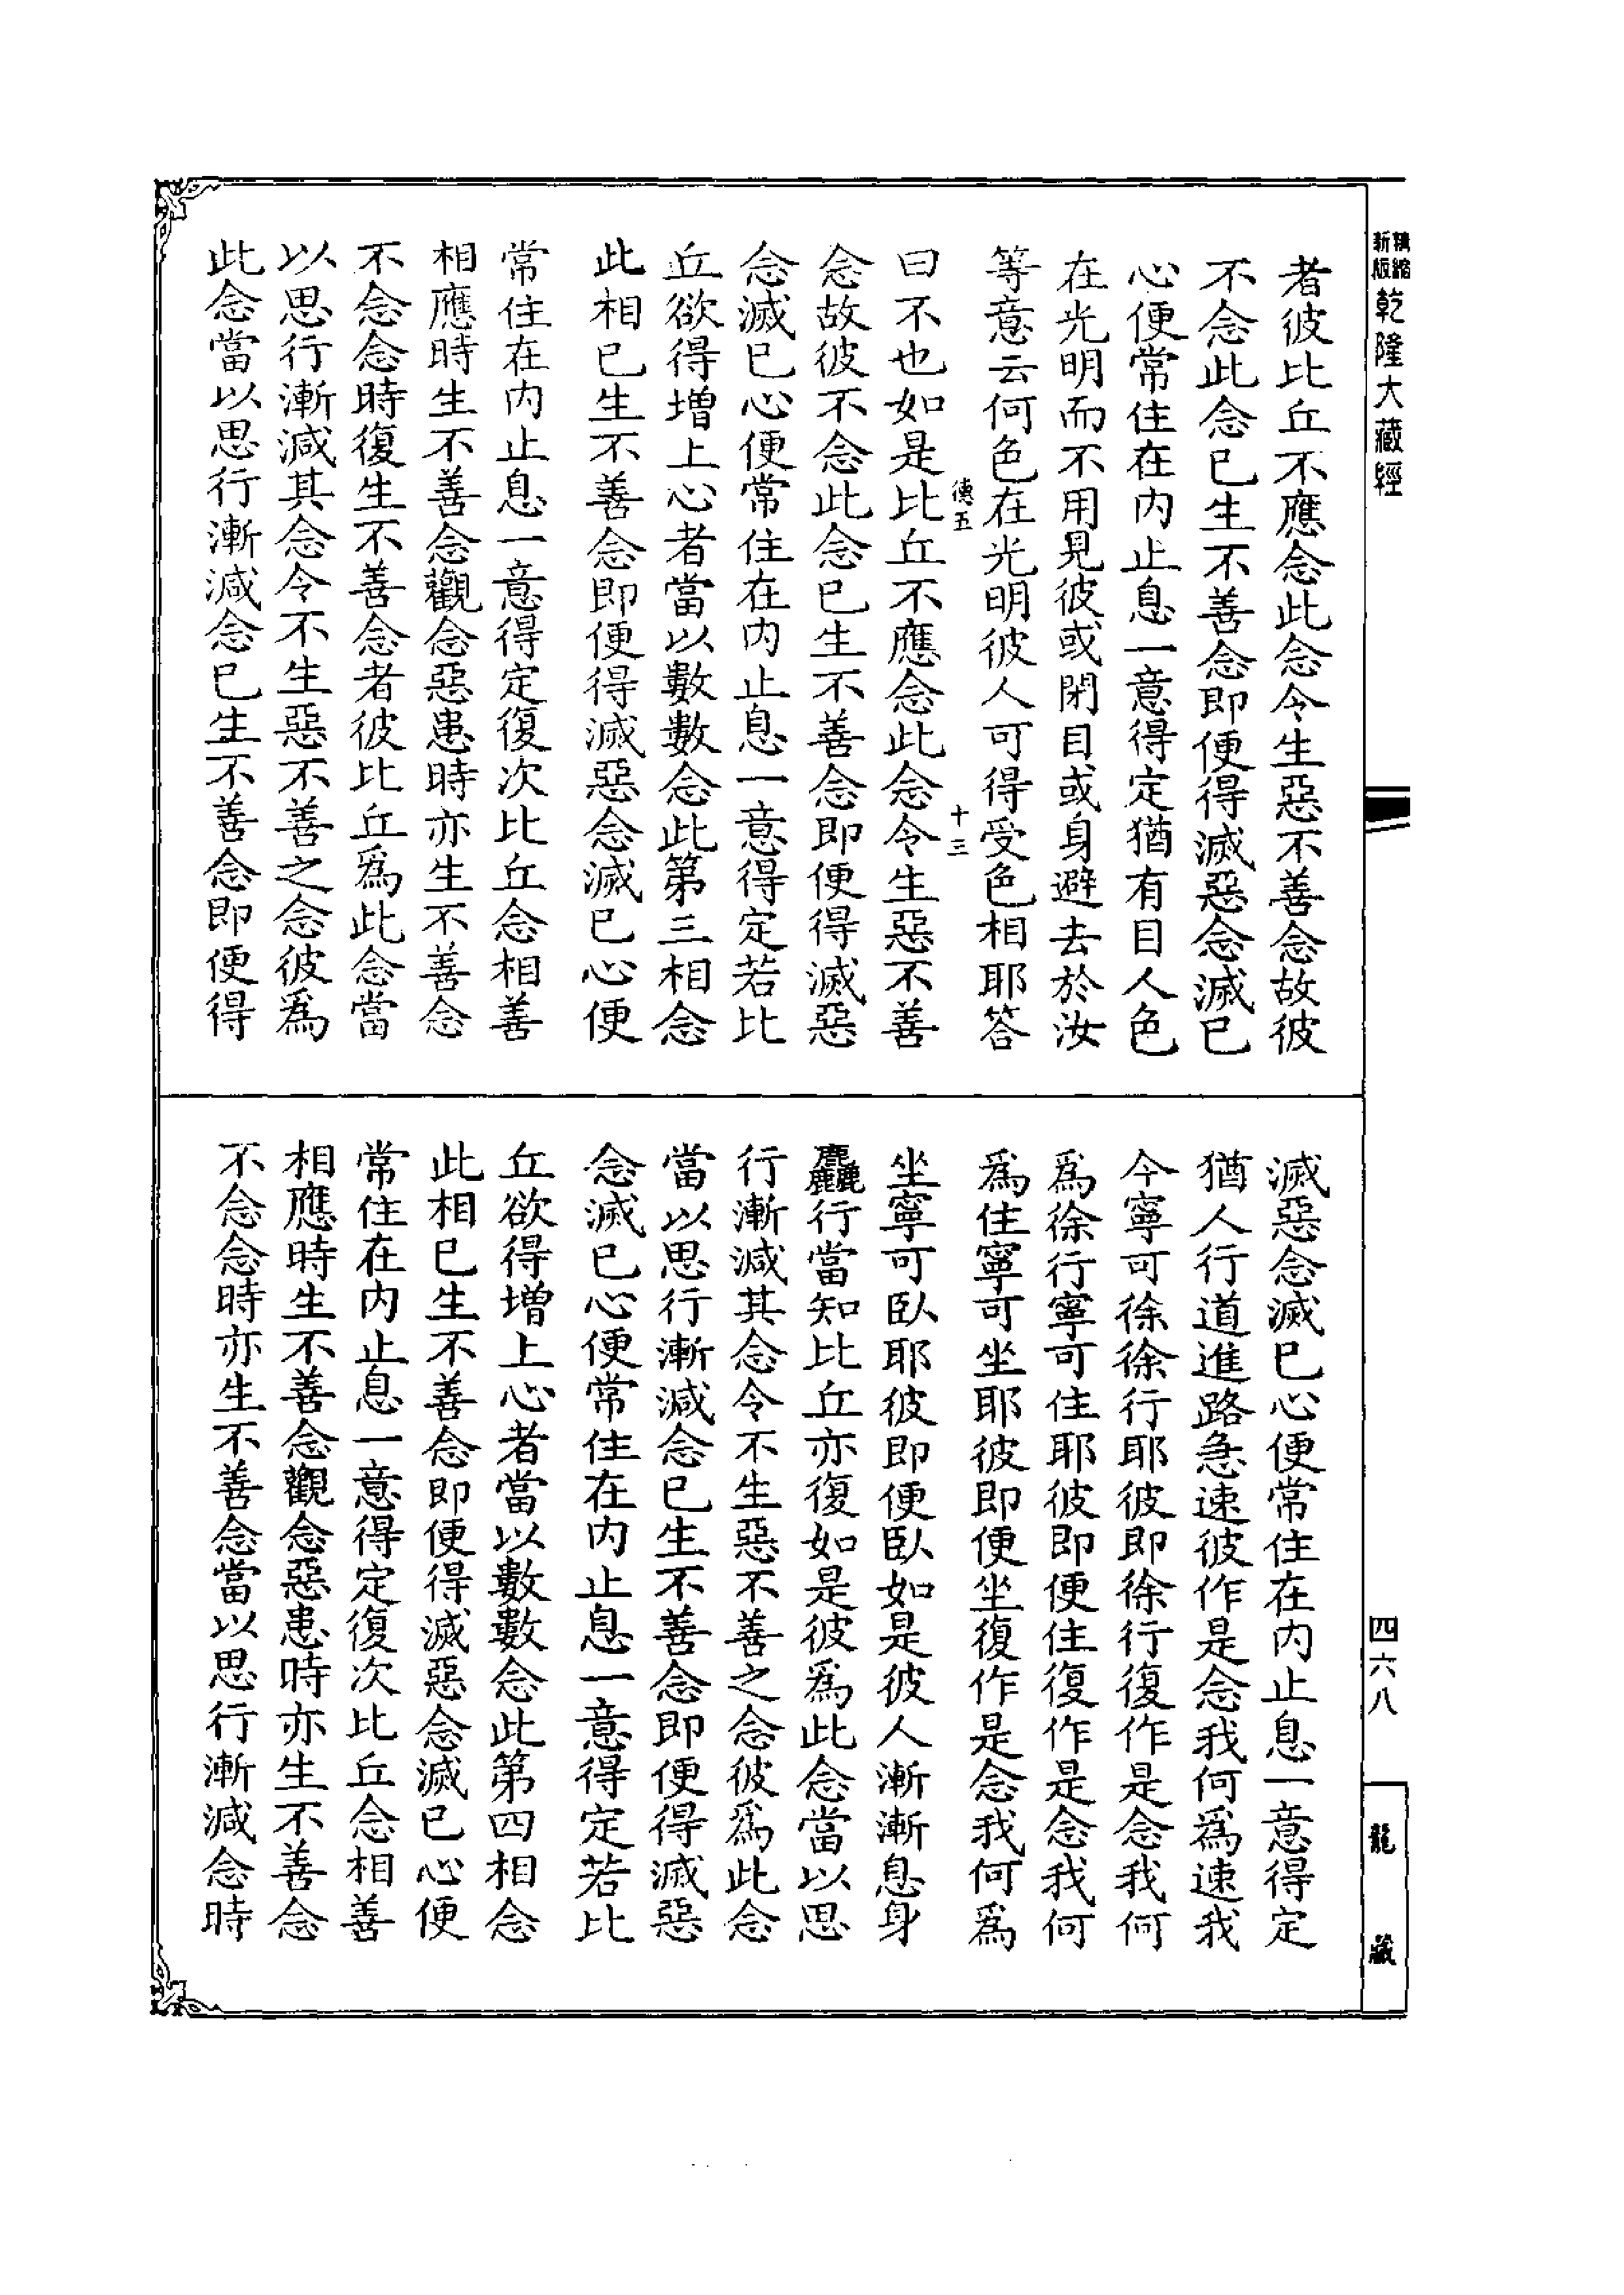 精縮
新版
乾隆大藏經
四六八
龍藏
者彼比丘不應念此念令生惡不善念故彼
不念此念已生不善念即便得滅惡念滅已
心便常住在內止息一意得定猶有目人色
在光明而不用見彼或閉目或身避去於汝
等意云何色在光明彼人可得受色相耶答
德五
十三
曰不也如是比丘不應念此念令生惡不善
念故彼不念此念已生不善念即便得滅惡
念滅已心便常住在內止息一意得定若比
丘欲得增上心者當以數數念此第三相念
此相已生不善念即便得滅惡念滅已心便
常住在內止息一意得定復次比丘念相善
相應時生不善念觀念惡患時亦生不善念
不念念時復生不善念者彼比丘爲此念當
以思行漸減其念令不生惡不善之念彼爲
此念當以思行漸減念已生不善念即便得
滅惡念滅已心便常住在內止息一意得定
猶人行道進路急速彼作是念我何爲速我
今寧可徐徐行耶彼即徐行復作是念我何
爲徐行寧可住耶彼即便住復作是念我何
爲住寧可坐耶彼即便坐復作是念我何爲
坐寧可臥耶彼即便臥如是彼人漸漸息身
麤行當知比丘亦復如是彼爲此念當以思
行漸減其念令不生惡不善之念彼爲此念
當以思行漸減念已生不善念即便得滅惡
念滅已心便常住在內止息一意得定若比
丘欲得增上心者當以數數念此第四相念
此相已生不善念即便得滅惡念滅已心便
常住在內止息一意得定復次比丘念相善
相應時生不善念觀念惡患時亦生不善念
不念念時亦生不善念當以思行漸減念時